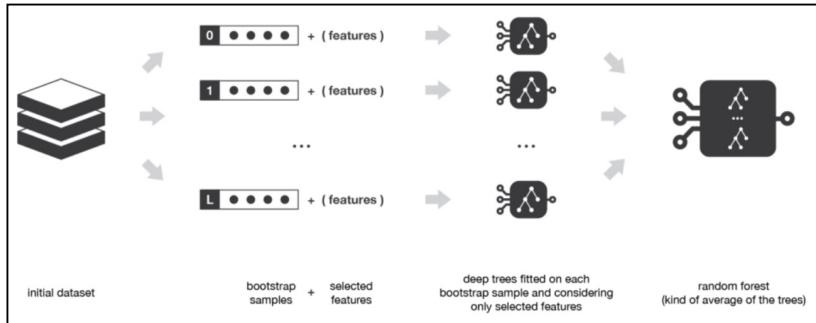 0 + ( features )
1 + ( features )
... ... ...
L + ( features )
initial dataset
bootstrap samples + selected features
deep trees fitted on each
bootstrap sample and considering
only selected features
random forest
(kind of average of the trees)